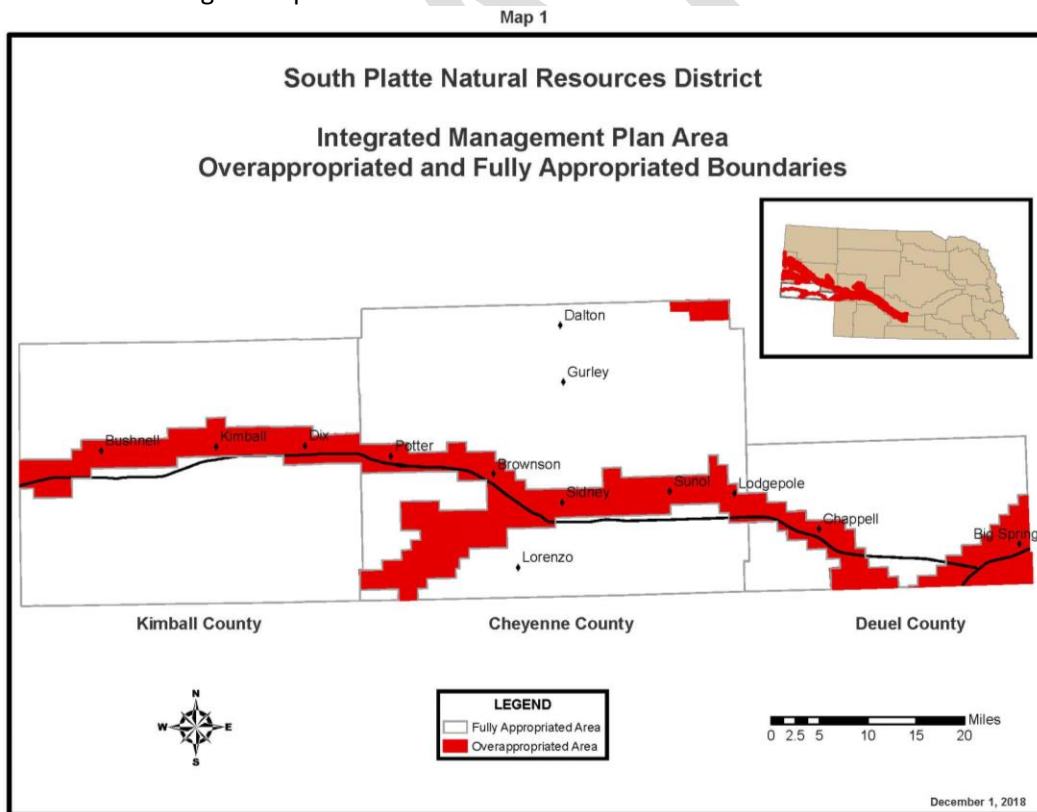 Map 1
South Platte Natural Resources District
Integrated Management Plan Area
Overappropriated and Fully Appropriated Boundaries
Dalton
Gurley
Bushnell
Kimball
Dix
Potter
Brownson
Sidney
Sunol
Lodgepole
Chappell
Big Spring
Lorenzo
Kimball County
Cheyenne County
Deuel County
N
W E
S
LEGEND
Fully Appropriated Area
Overappropriated Area
Miles
0 2.5 5 10 15 20
December 1, 2018